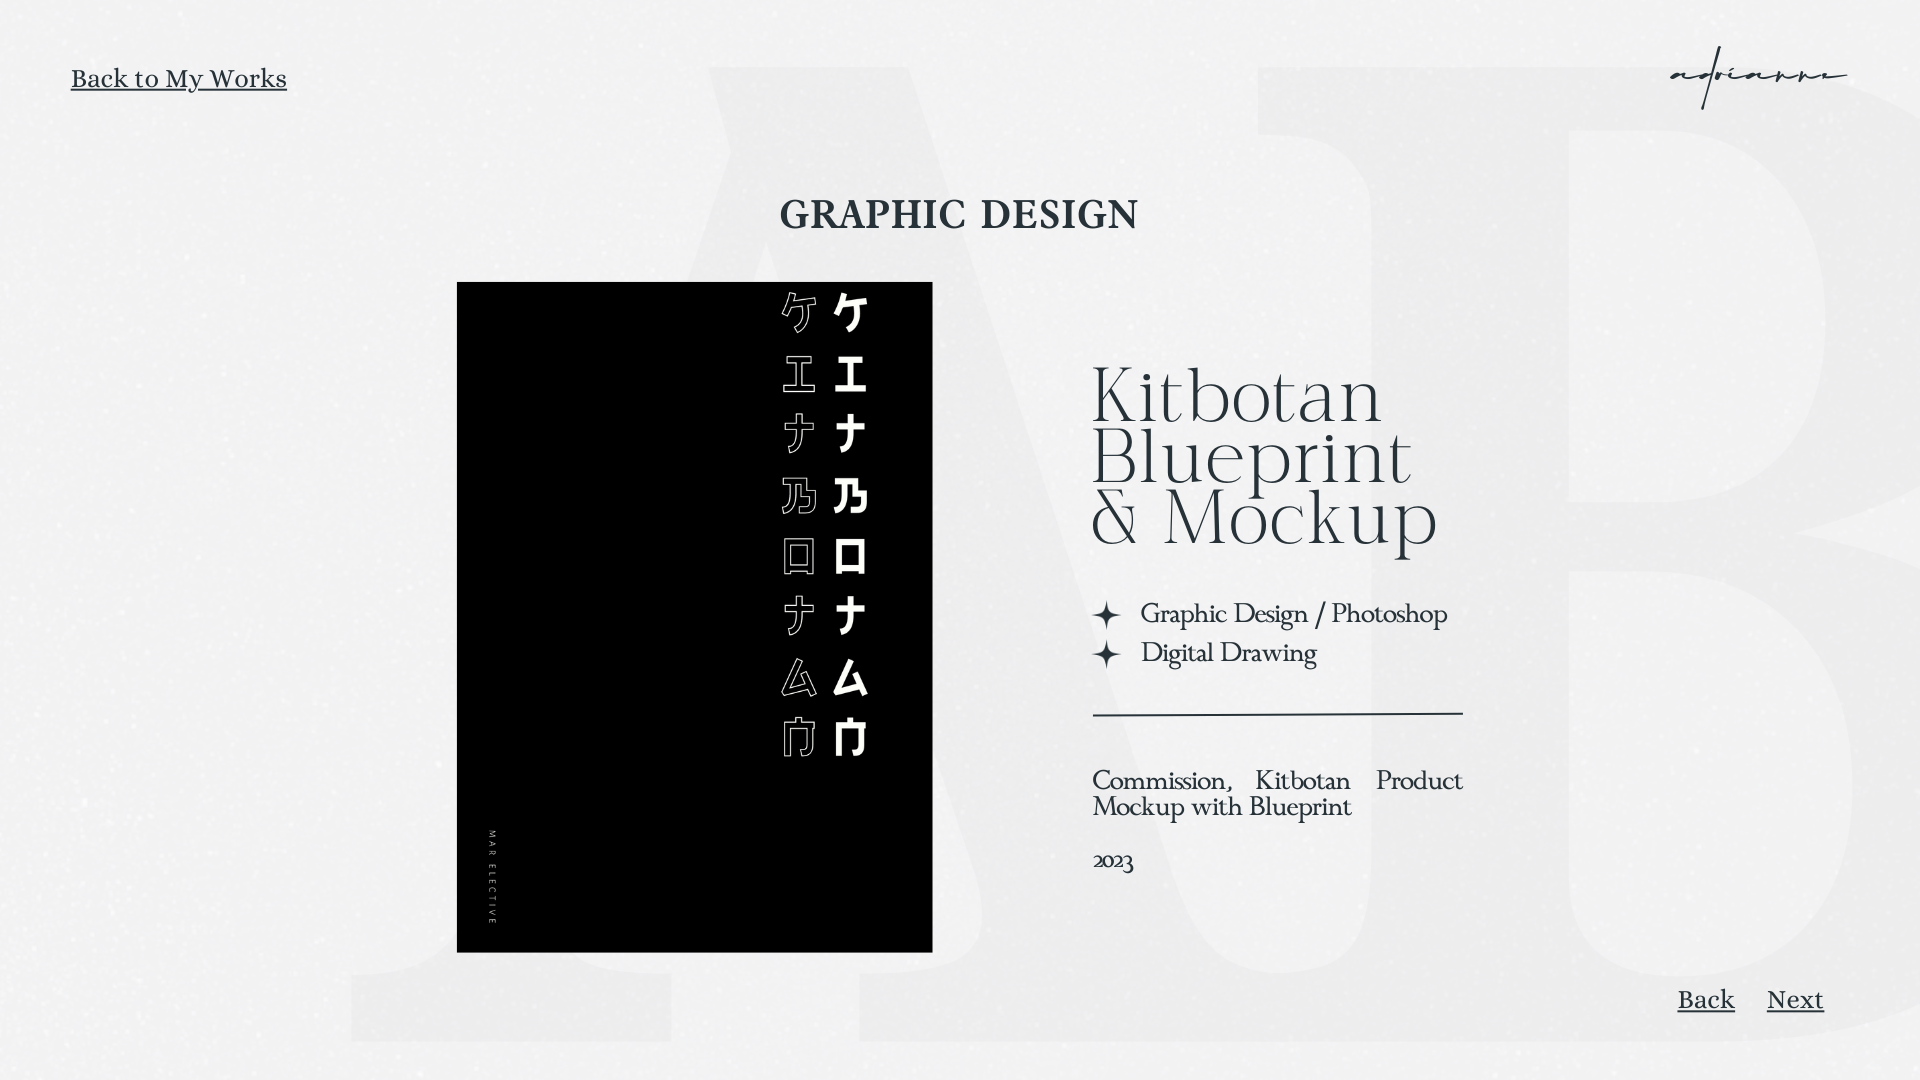 Back to My Works
adrianne
GRAPHIC DESIGN
ケエナ乃ロナムო
ケエナ乃ロナム
MAR ELECTIVE
Kitbotan
Blueprint
& Mockup
Graphic Design / Photoshop
Digital Drawing
Commission, Kitbotan Product
Mockup with Blueprint
2023
Back Next